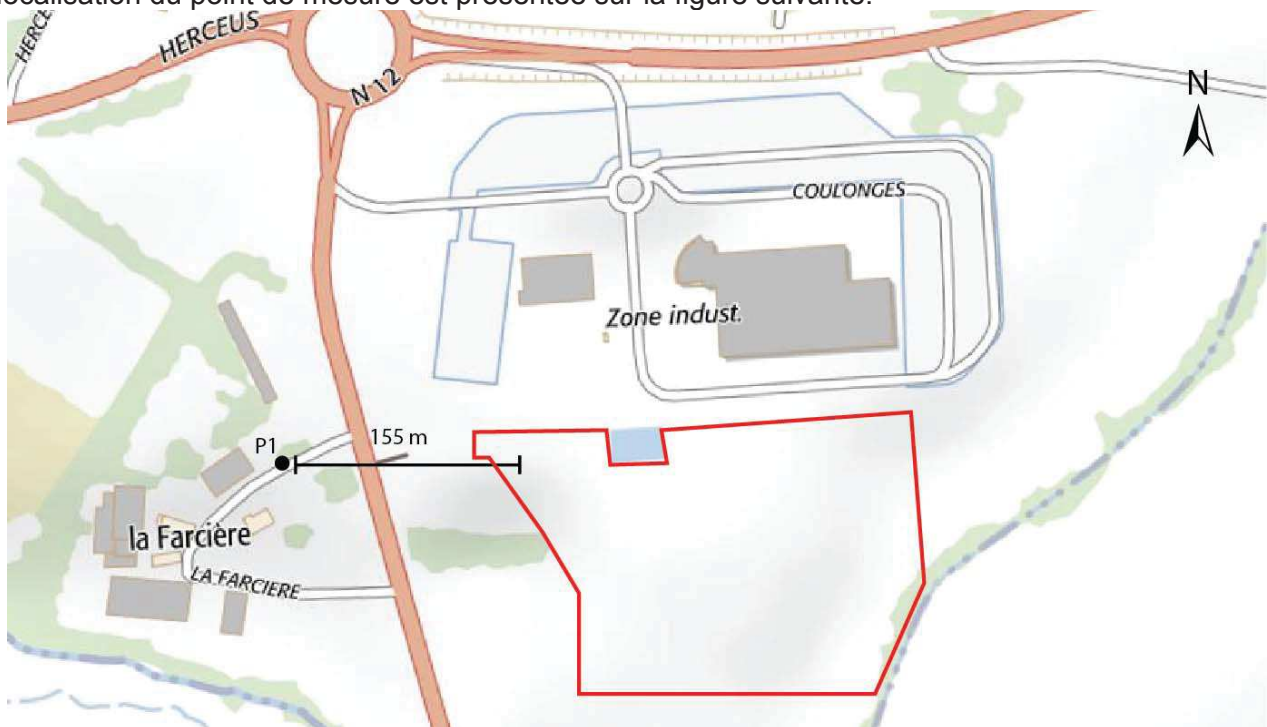 localisation du point de mesure est présentée sur la figure suivante.
HERCEUS
N 12
N
COULONGES
Zone indust.
155 m
P1
la Farcière
LA FARCIERE